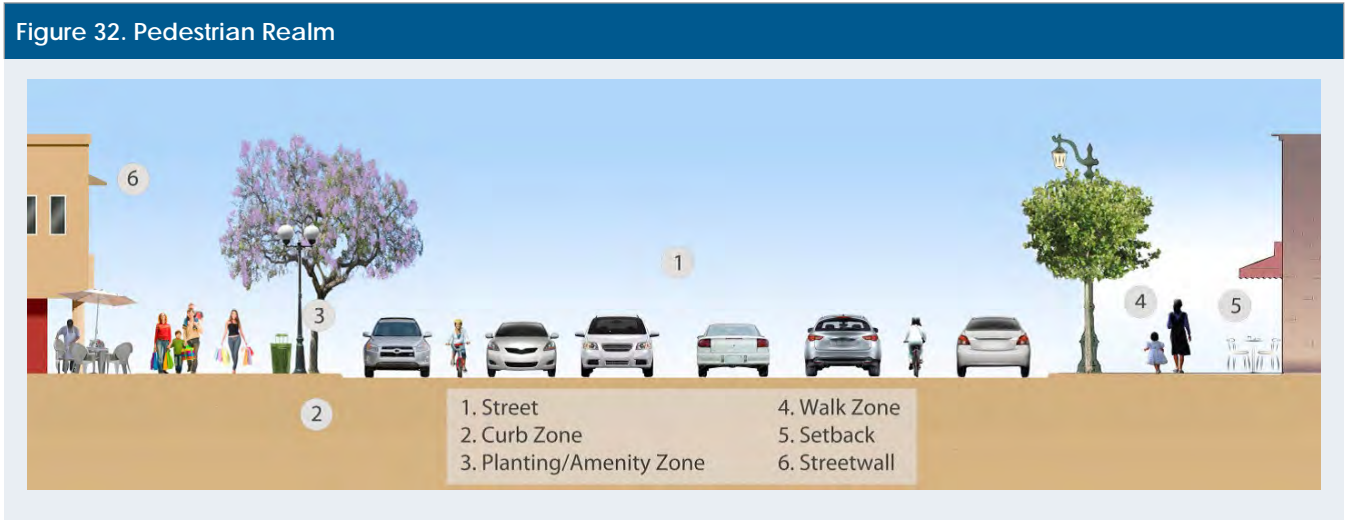 Figure 32. Pedestrian Realm
6
3
1
4
5
2
1. Street
2. Curb Zone
3. Planting/Amenity Zone
4. Walk Zone
5. Setback
6. Streetwall